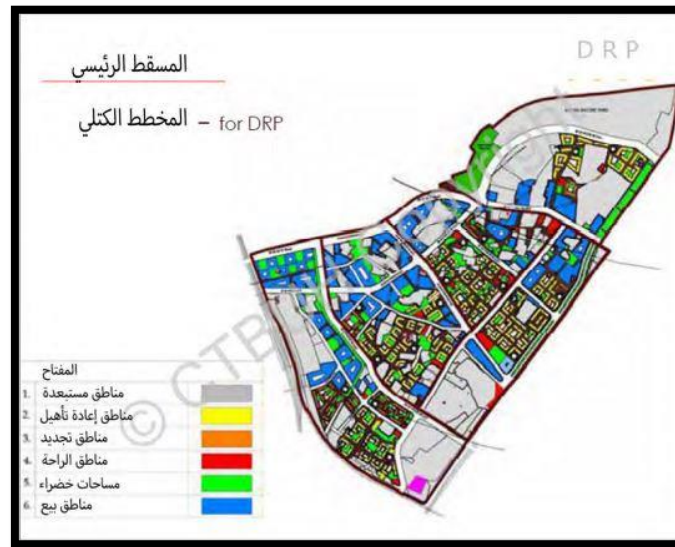 DRP
المسقط الرئيسي
المخطط الكتلي – for DRP
المفتاح
1. مناطق مستبعدة
2. مناطق إعادة تأهيل
3. مناطق تجديد
4. مناطق الراحة
5. مساحات خضراء
6. مناطق بيع